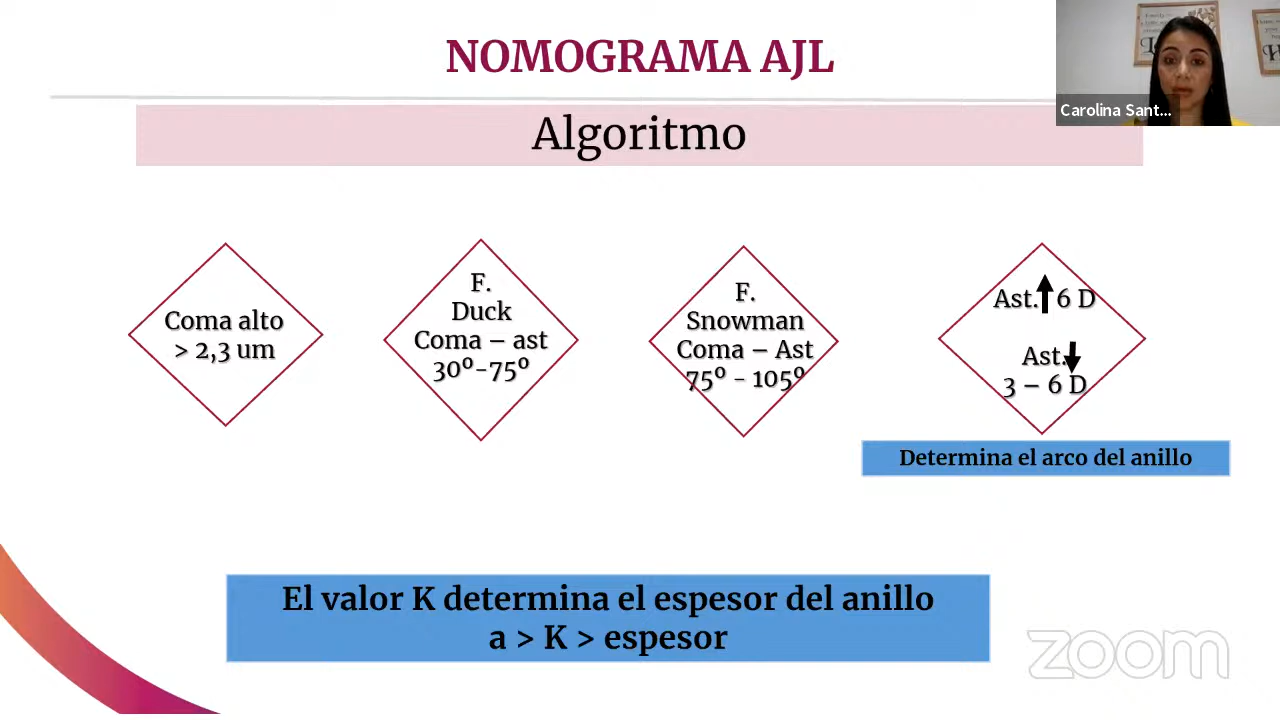 NOMOGRAMA AJL
Carolina Sant...
Algoritmo
Coma alto
> 2,3 um
F.
Duck
Coma – ast
30º-75º
F.
Snowman
Coma – Ast
75º - 105º
Ast. 6 D
Ast.
3 – 6 D
Determina el arco del anillo
El valor K determina el espesor del anillo
a > K > espesor
zoom